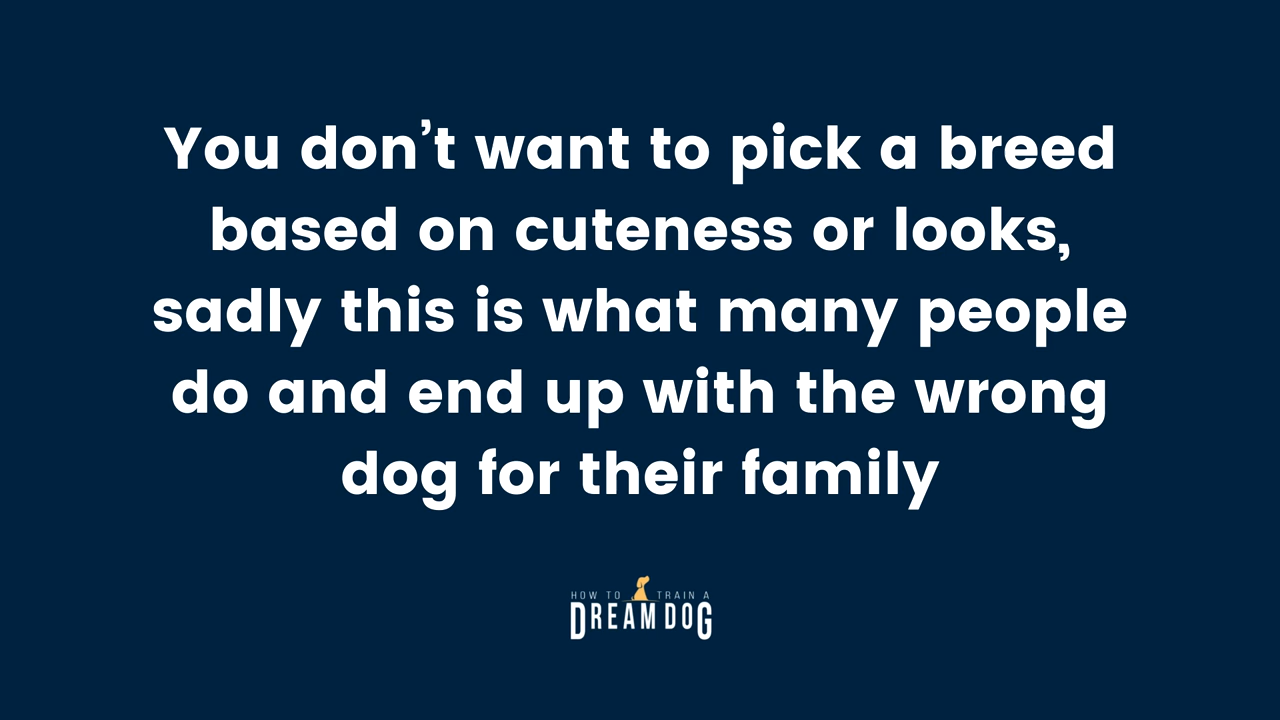 You don’t want to pick a breed
based on cuteness or looks,
sadly this is what many people
do and end up with the wrong
dog for their family
HOW TO TRAIN A
DREAM DOG